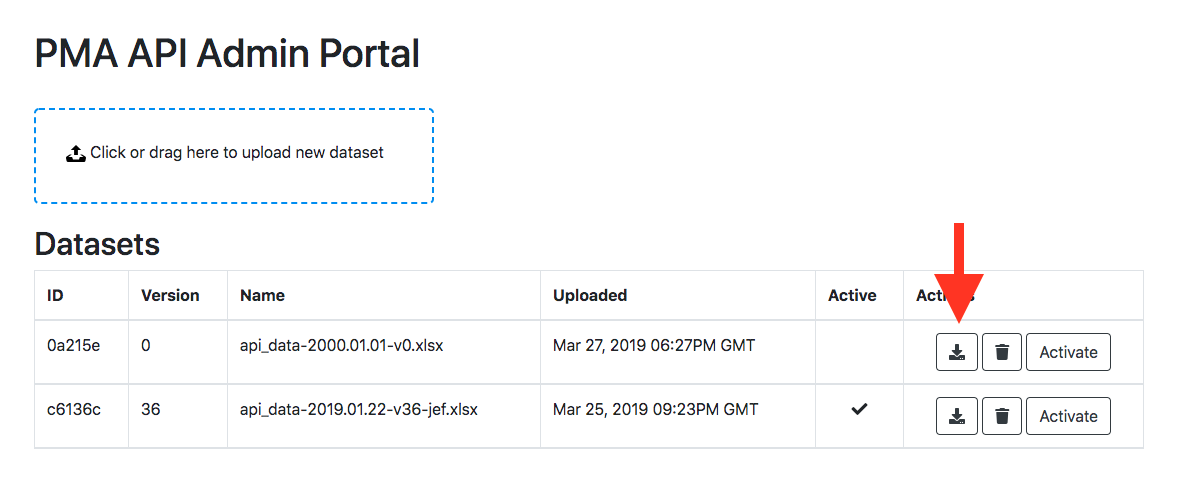 PMA API Admin Portal
Click or drag here to upload new dataset
Datasets
ID Version Name Uploaded Active
0a215e 0 api_data-2000.01.01-v0.xlsx Mar 27, 2019 06:27PM GMT Activate
c6136c 36 api_data-2019.01.22-v36-jef.xlsx Mar 25, 2019 09:23PM GMT Activate